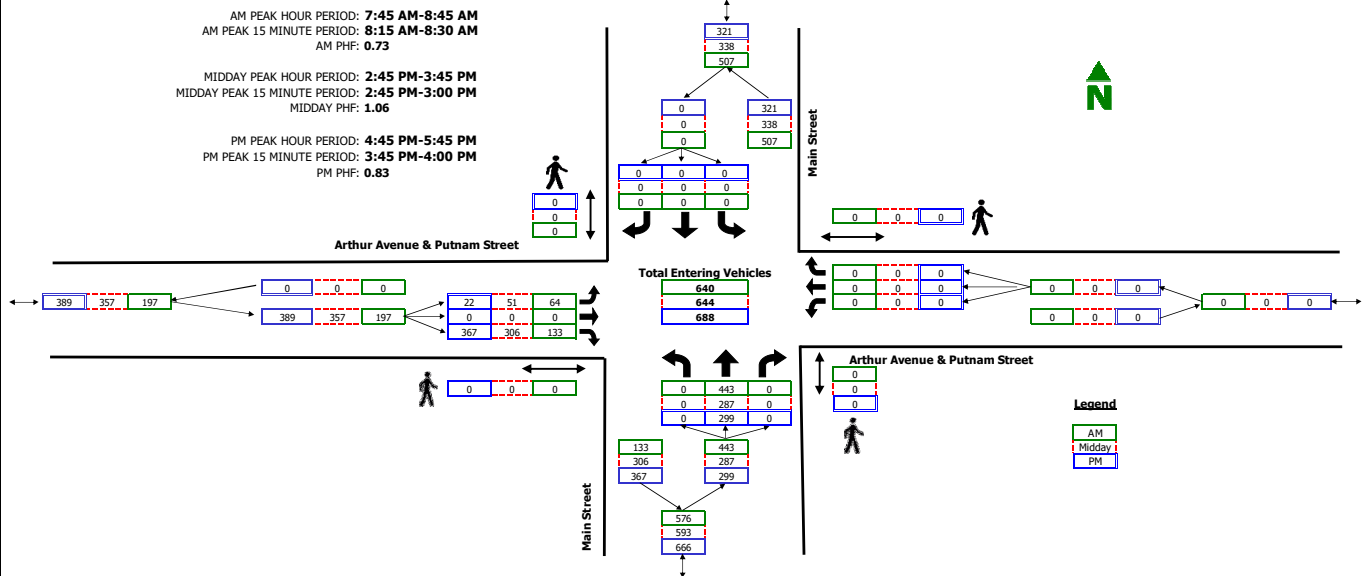 AM PEAK HOUR PERIOD: 7:45 AM-8:45 AM
AM PEAK 15 MINUTE PERIOD: 8:15 AM-8:30 AM
AM PHF: 0.73
MIDDAY PEAK HOUR PERIOD: 2:45 PM-3:45 PM
MIDDAY PEAK 15 MINUTE PERIOD: 2:45 PM-3:00 PM
MIDDAY PHF: 1.06
PM PEAK HOUR PERIOD: 4:45 PM-5:45 PM
PM PEAK 15 MINUTE PERIOD: 3:45 PM-4:00 PM
PM PHF: 0.83
321
338
507
0
0
0
321
338
507
0 0 0
0 0 0
0 0 0
Main Street
N
0
0
0
0 0 0
Arthur Avenue & Putnam Street
389 357 197
0 0 0
389 357 197
22 51 64
0 0 0
367 306 133
Total Entering Vehicles
640
644
688
0 0 0
0 0 0
0 0 0
0 0 0
0 0 0
0 0 0
0 0 0
Arthur Avenue & Putnam Street
0
0
0
0 443 0
0 287 0
0 299 0
133
306
367
443
287
299
576
593
666
Main Street
Legend
AM
Midday
PM